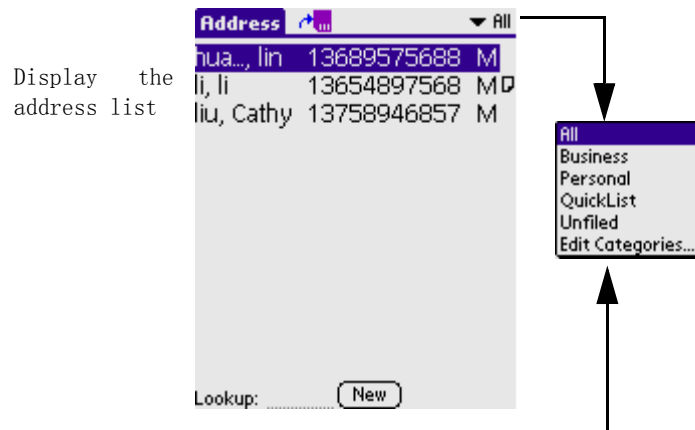 Address
▼ All
Display the
address list
hua..., lin 13689575688 M
li, li 13654897568 M
liu, Cathy 13758946857 M
All
Business
Personal
QuickList
Unfiled
Edit Categories...
Lookup:
New